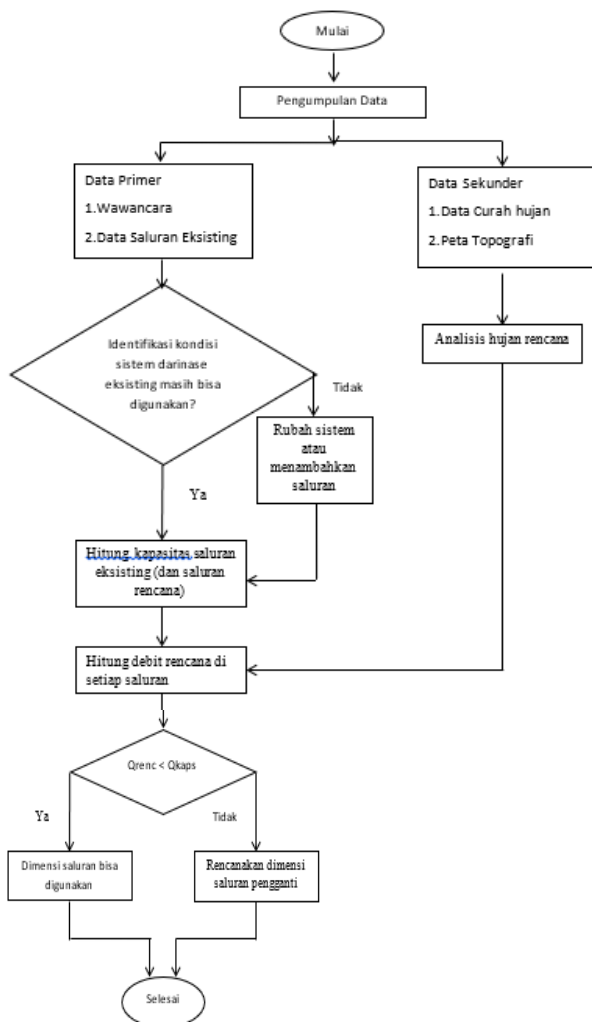 Mulai
Pengumpulan Data
Data Primer
1.Wawancara
2.Data Saluran Eksisting
Data Sekunder
1.Data Curah hujan
2.Peta Topografi
Identifikasi kondisi
sistem darinase
eksisting masih bisa
digunakan?
Analisis hujan rencana
Tidak
Rubah sistem
atau
menambahkan
saluran
Ya
Hitung kapasitas saluran
eksisting (dan saluran
rencana)
Hitung debit rencana di
setiap saluran
Qrenc < Qkaps
Ya
Tidak
Dimensi saluran bisa
digunakan
Rencanakan dimensi
saluran pengganti
Selesai